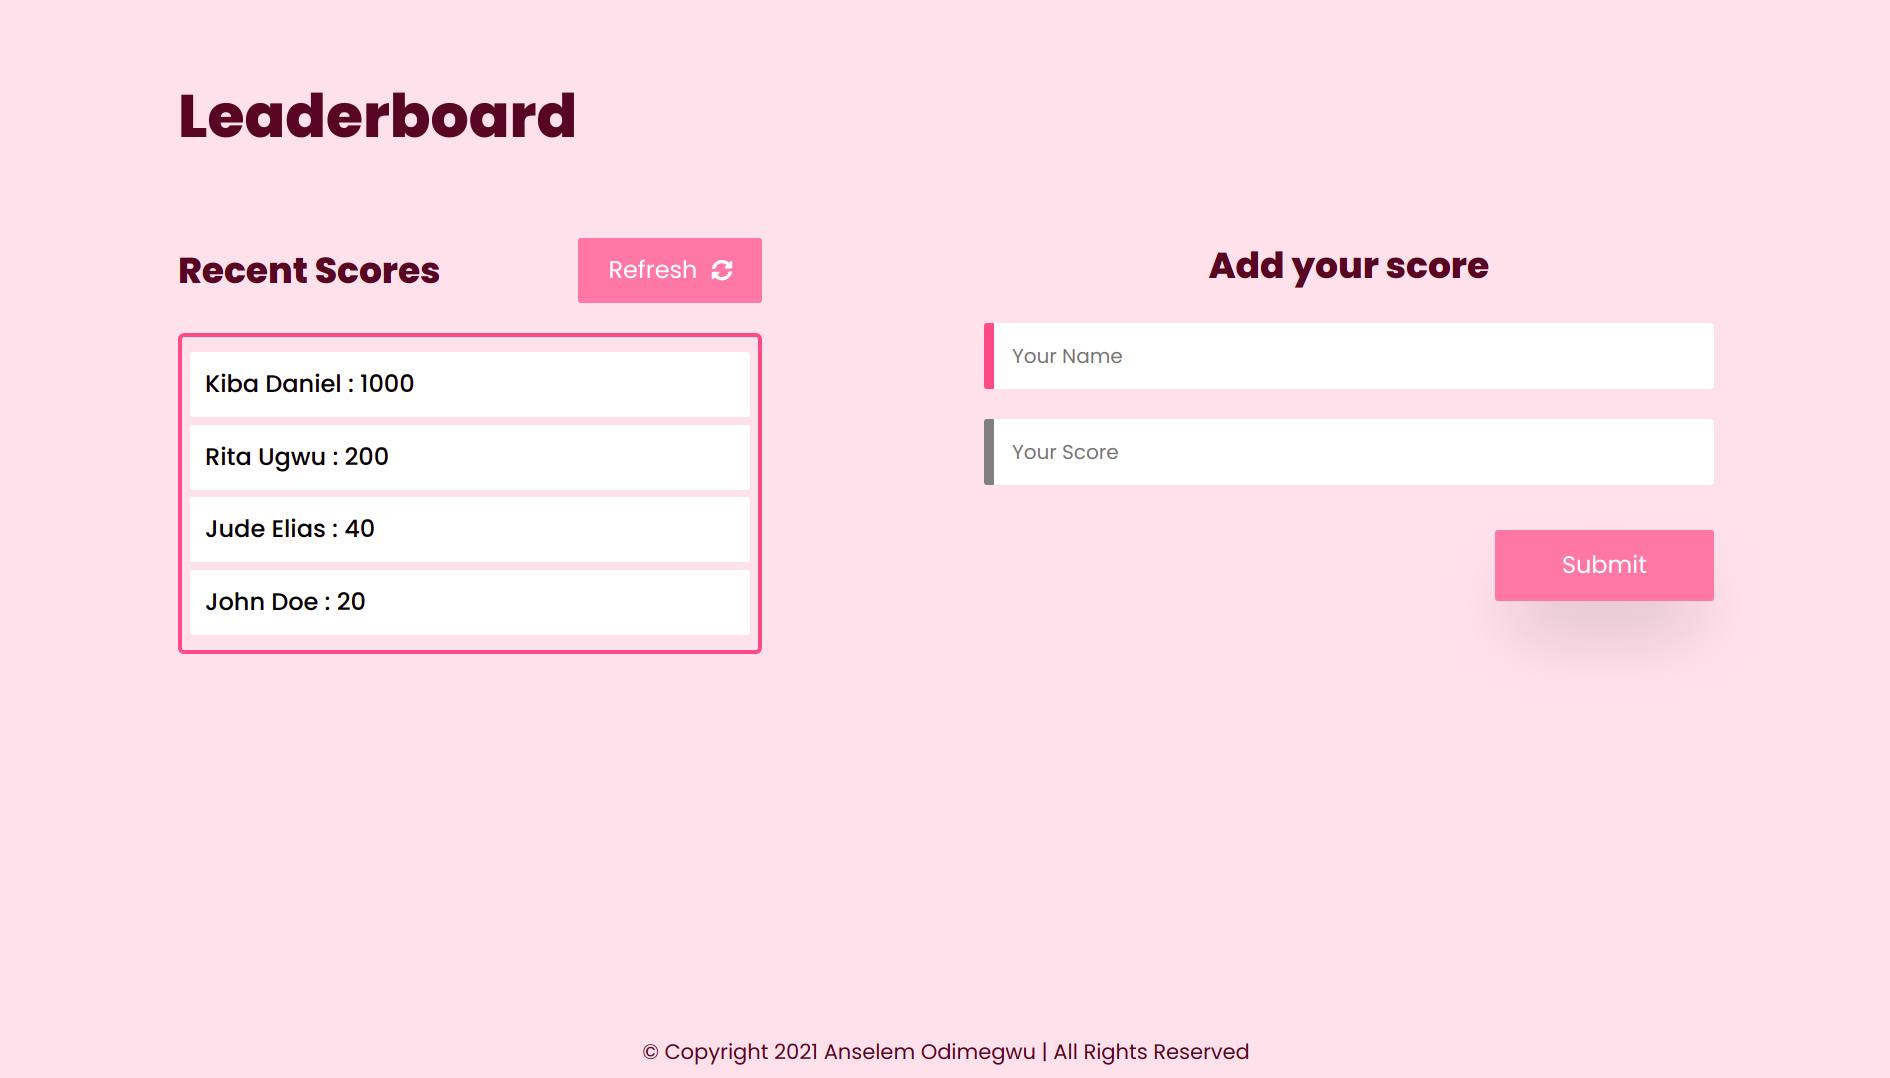 Leaderboard
Recent Scores
Refresh
Kiba Daniel : 1000
Rita Ugwu : 200
Jude Elias : 40
John Doe : 20
Add your score
Your Name
Your Score
Submit
© Copyright 2021 Anselem Odimegwu | All Rights Reserved